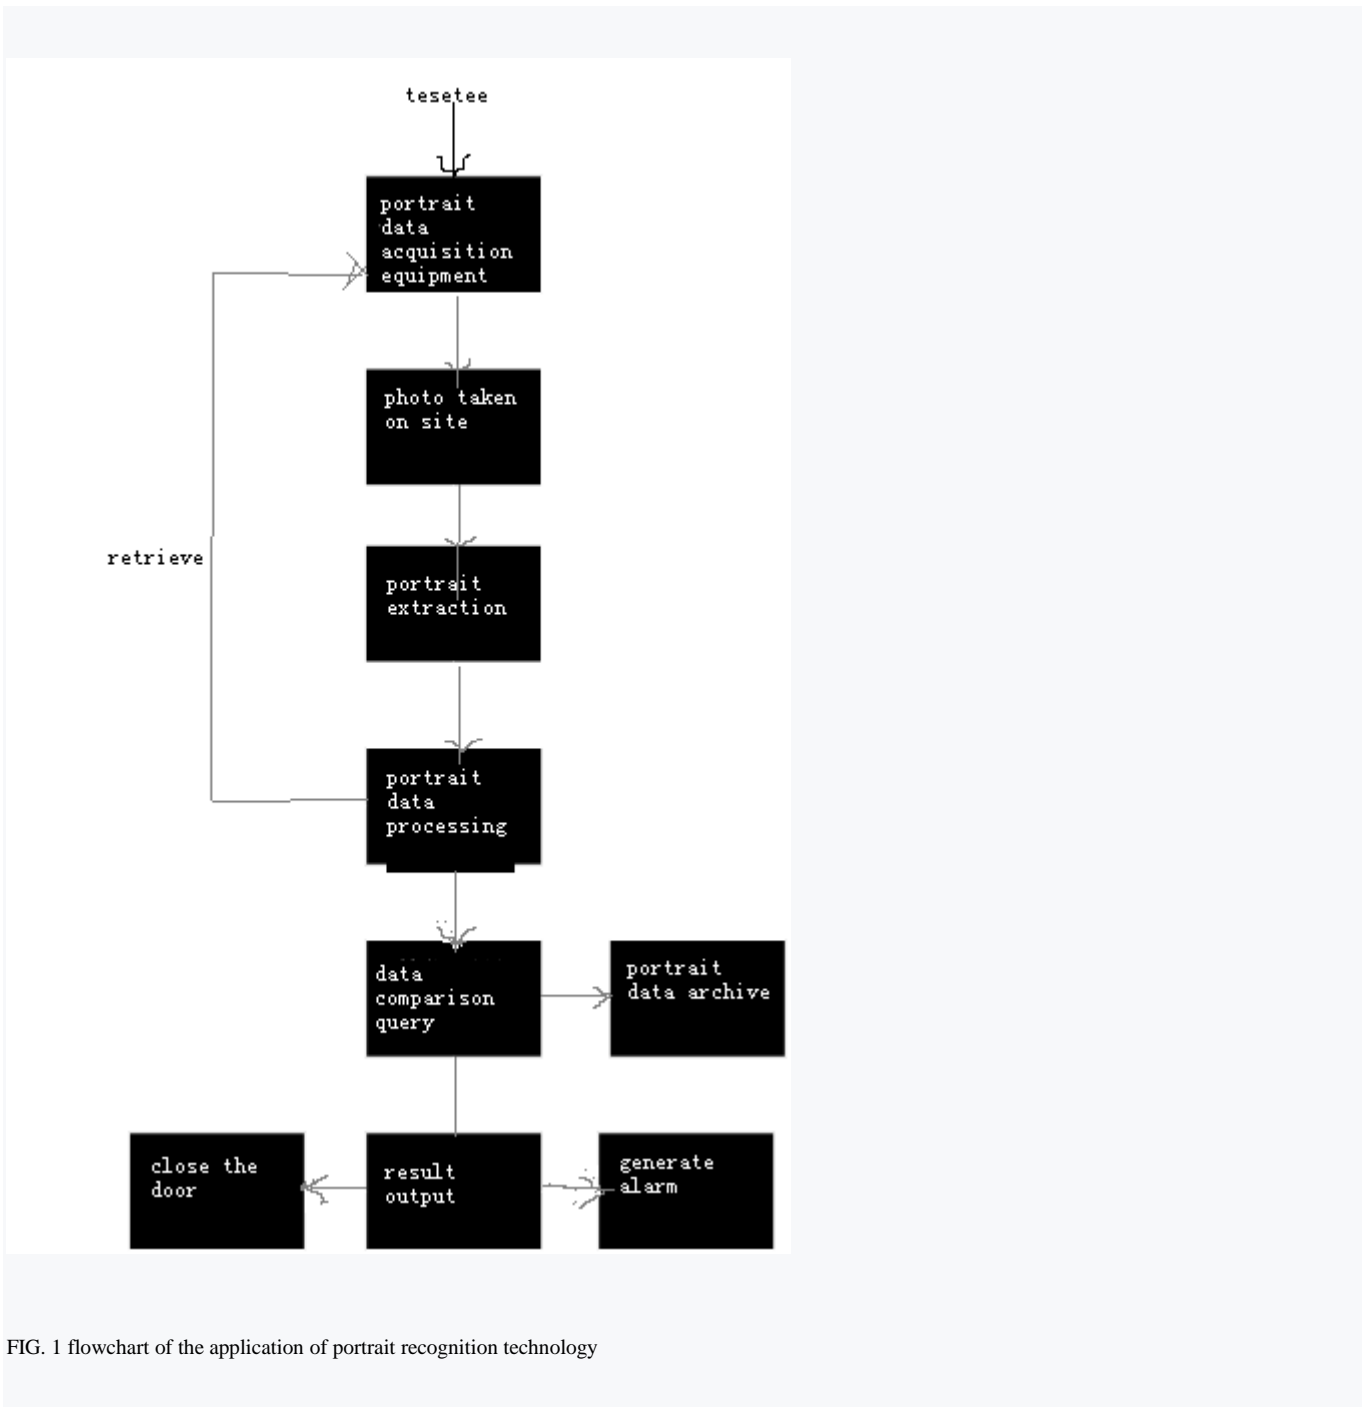 tesetee
portrait
data
acquisition
equipment
photo taken
on site
retrieve
portrait
extraction
portrait
data
processing
data
comparison
query
portrait
data archive
close the
door
result
output
generate
alarm
FIG. 1 flowchart of the application of portrait recognition technology